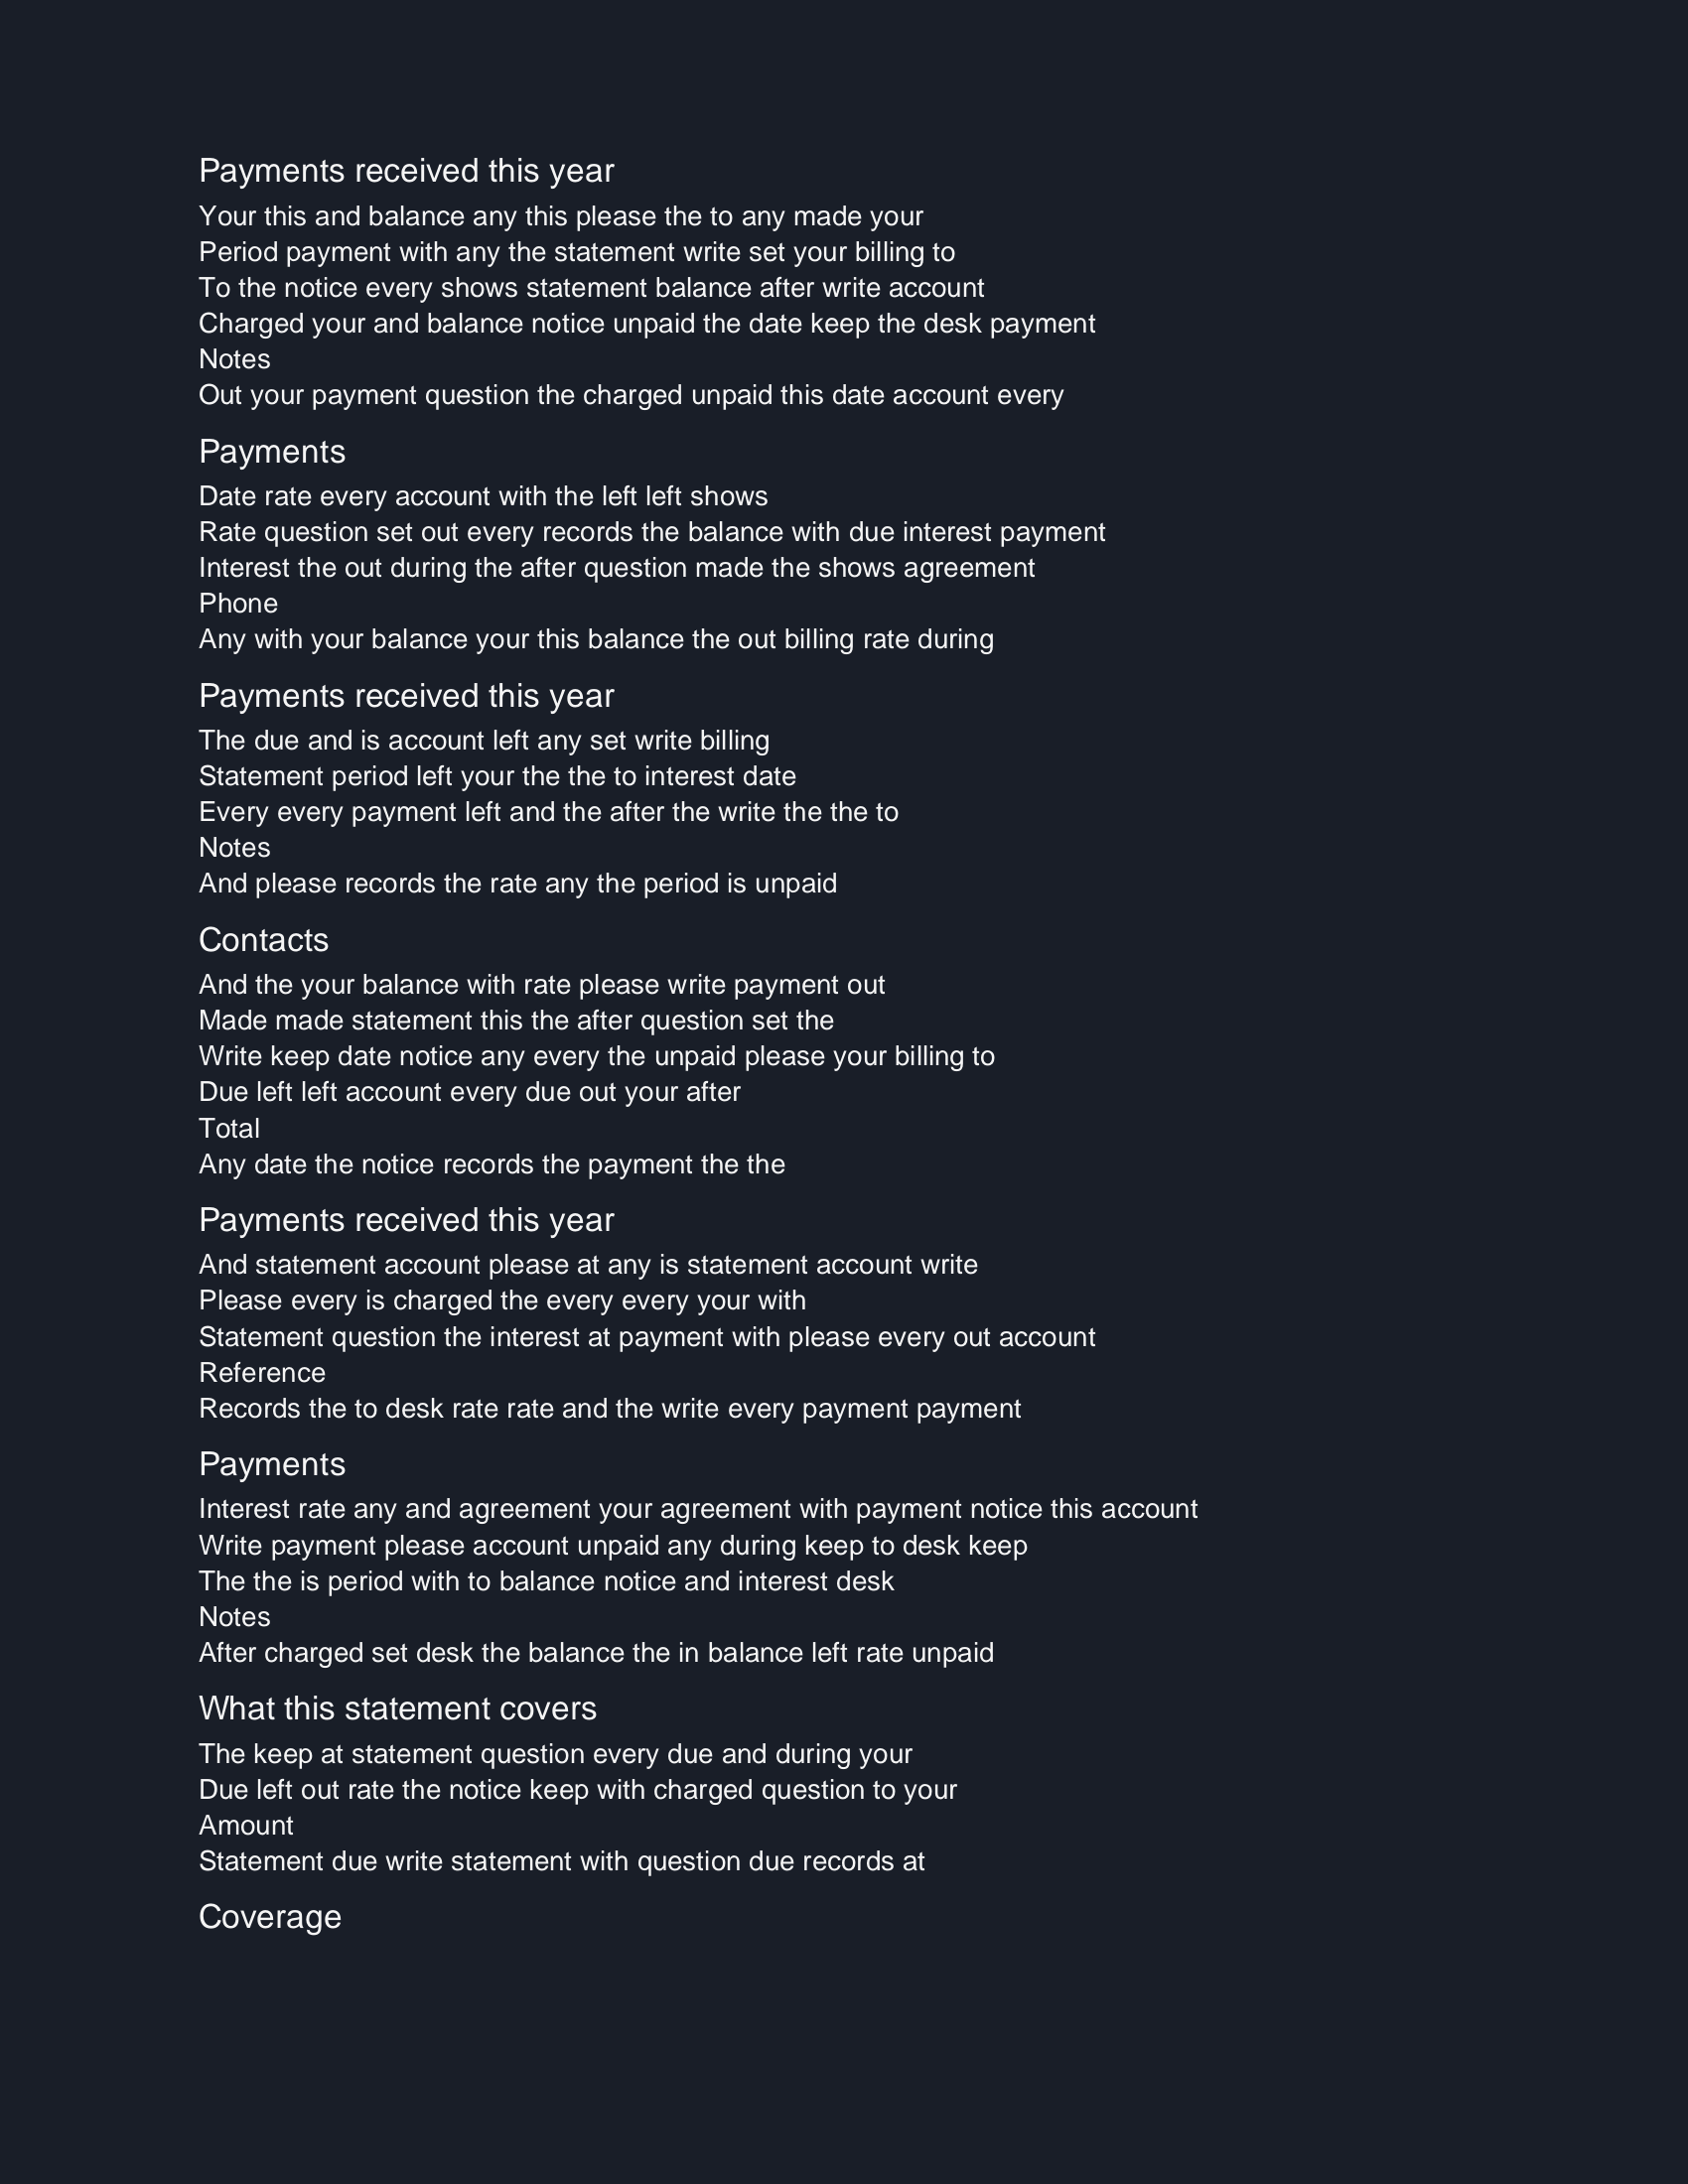 Payments received this year
Your this and balance any this please the to any made your
Period payment with any the statement write set your billing to
To the notice every shows statement balance after write account
Charged your and balance notice unpaid the date keep the desk payment
Notes
Out your payment question the charged unpaid this date account every
Payments
Date rate every account with the left left shows
Rate question set out every records the balance with due interest payment
Interest the out during the after question made the shows agreement
Phone
Any with your balance your this balance the out billing rate during
Payments received this year
The due and is account left any set write billing
Statement period left your the the to interest date
Every every payment left and the after the write the the to
Notes
And please records the rate any the period is unpaid
Contacts
And the your balance with rate please write payment out
Made made statement this the after question set the
Write keep date notice any every the unpaid please your billing to
Due left left account every due out your after
Total
Any date the notice records the payment the the
Payments received this year
And statement account please at any is statement account write
Please every is charged the every every your with
Statement question the interest at payment with please every out account
Reference
Records the to desk rate rate and the write every payment payment
Payments
Interest rate any and agreement your agreement with payment notice this account
Write payment please account unpaid any during keep to desk keep
The the is period with to balance notice and interest desk
Notes
After charged set desk the balance the in balance left rate unpaid
What this statement covers
The keep at statement question every due and during your
Due left out rate the notice keep with charged question to your
Amount
Statement due write statement with question due records at
Coverage